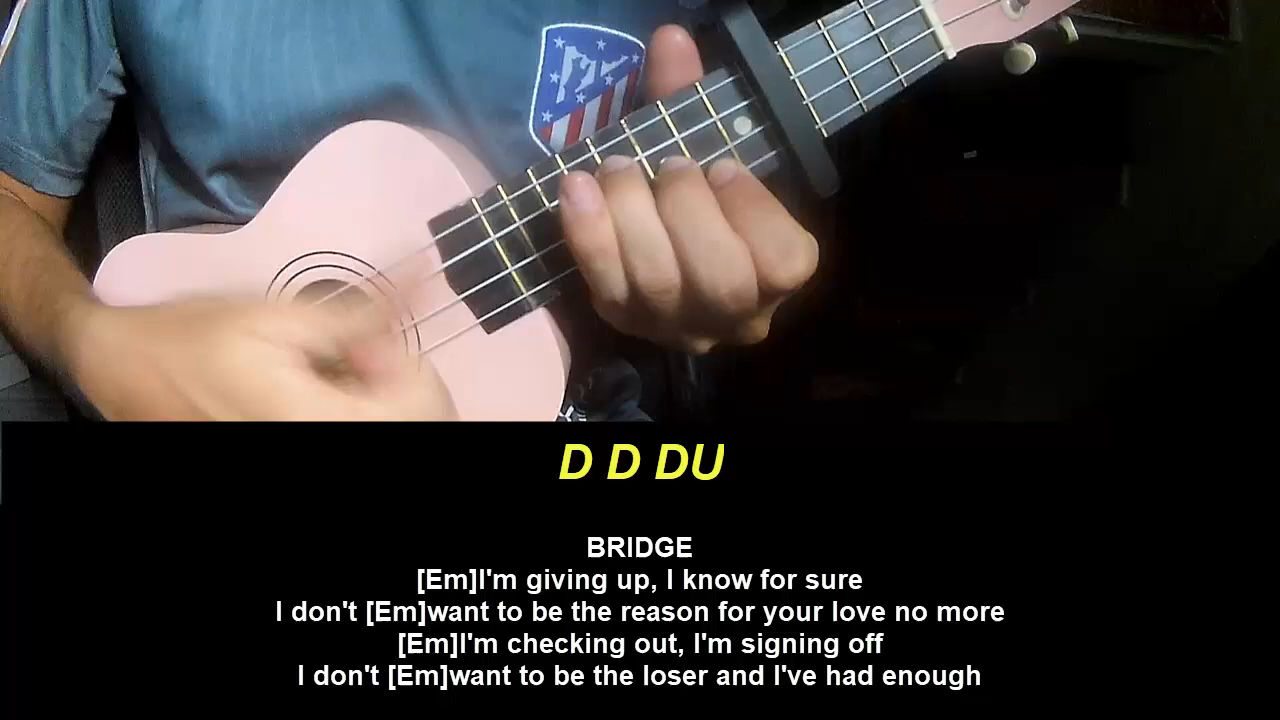 D D DU
BRIDGE
[Em]I'm giving up, I know for sure
I don't [Em]want to be the reason for your love no more
[Em]I'm checking out, I'm signing off
I don't [Em]want to be the loser and I've had enough